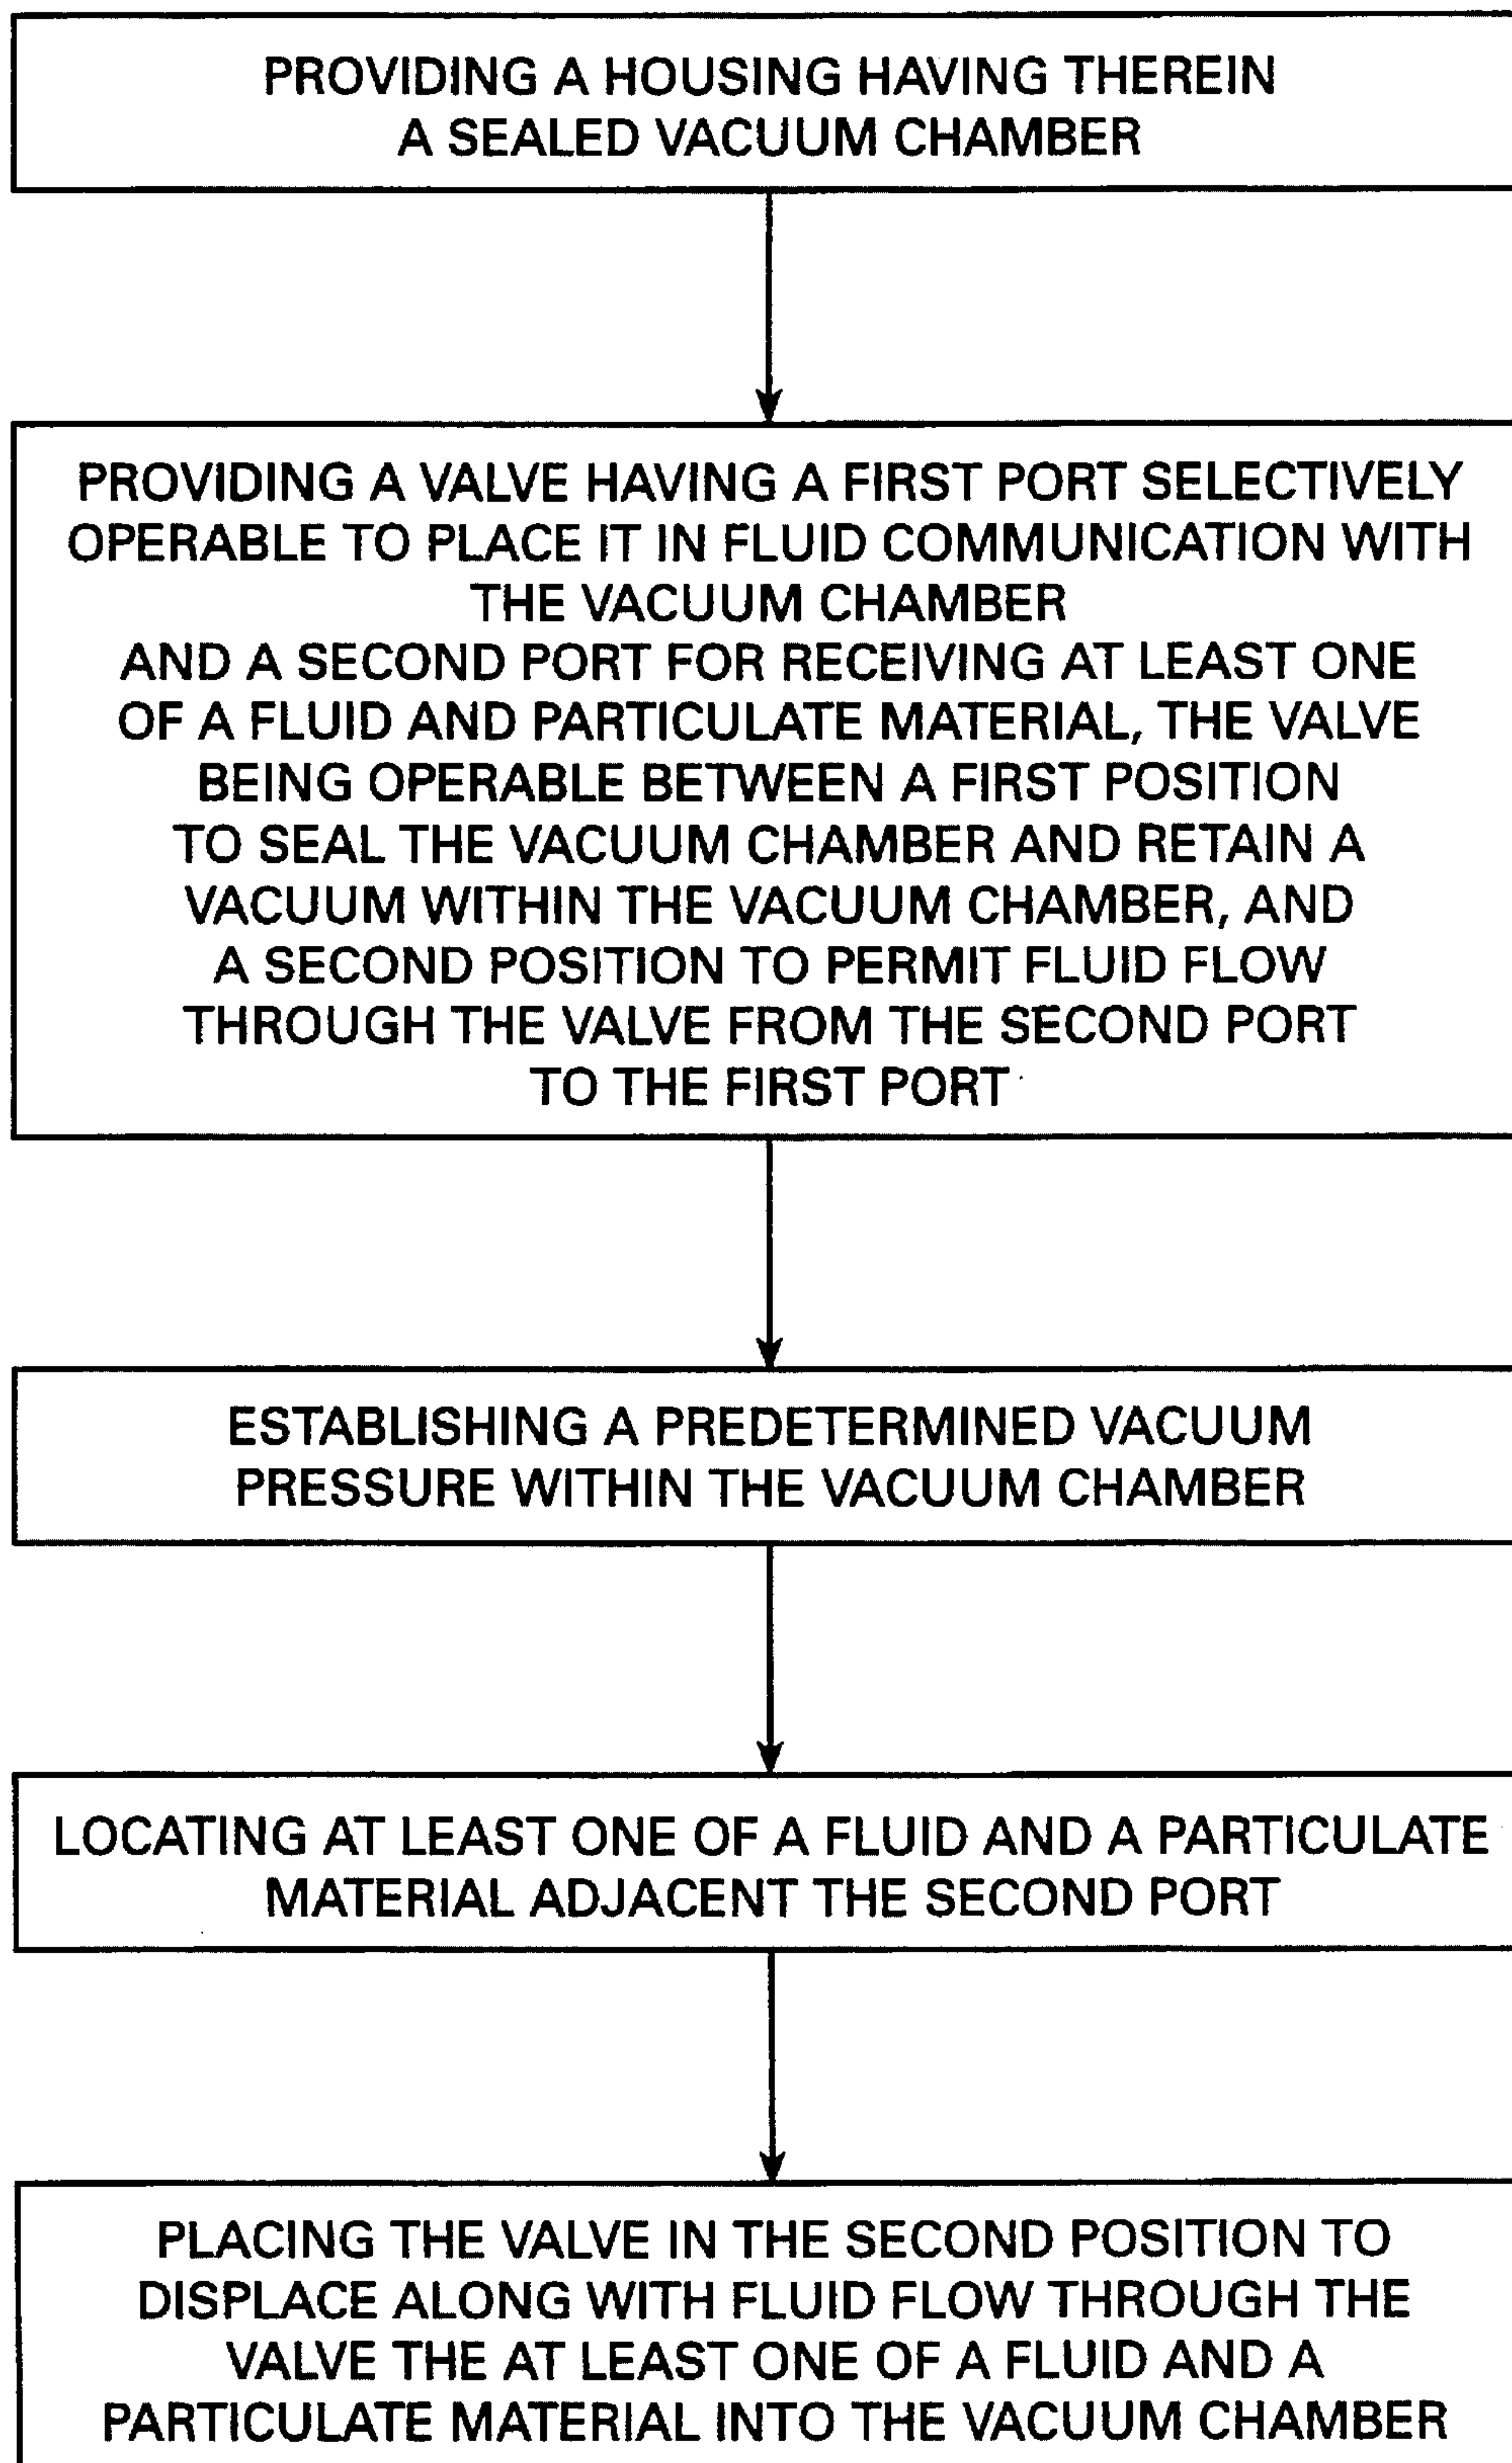 PROVIDING A HOUSING HAVING THEREIN
A SEALED VACUUM CHAMBER
PROVIDING A VALVE HAVING A FIRST PORT SELECTIVELY
OPERABLE TO PLACE IT IN FLUID COMMUNICATION WITH
THE VACUUM CHAMBER
AND A SECOND PORT FOR RECEIVING AT LEAST ONE
OF A FLUID AND PARTICULATE MATERIAL, THE VALVE
BEING OPERABLE BETWEEN A FIRST POSITION
TO SEAL THE VACUUM CHAMBER AND RETAIN A
VACUUM WITHIN THE VACUUM CHAMBER, AND
A SECOND POSITION TO PERMIT FLUID FLOW
THROUGH THE VALVE FROM THE SECOND PORT
TO THE FIRST PORT
ESTABLISHING A PREDETERMINED VACUUM
PRESSURE WITHIN THE VACUUM CHAMBER
LOCATING AT LEAST ONE OF A FLUID AND A PARTICULATE
MATERIAL ADJACENT THE SECOND PORT
PLACING THE VALVE IN THE SECOND POSITION TO
DISPLACE ALONG WITH FLUID FLOW THROUGH THE
VALVE THE AT LEAST ONE OF A FLUID AND A
PARTICULATE MATERIAL INTO THE VACUUM CHAMBER